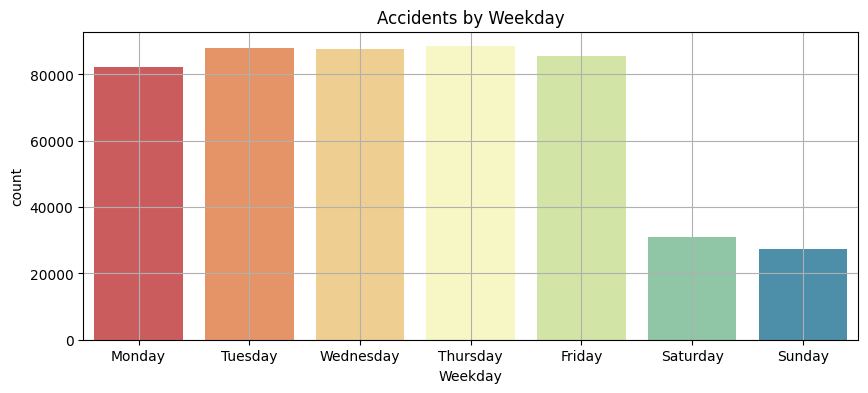 Accidents by Weekday
count
80000
60000
40000
20000
0
Monday Tuesday Wednesday Thursday Friday Saturday Sunday
Weekday